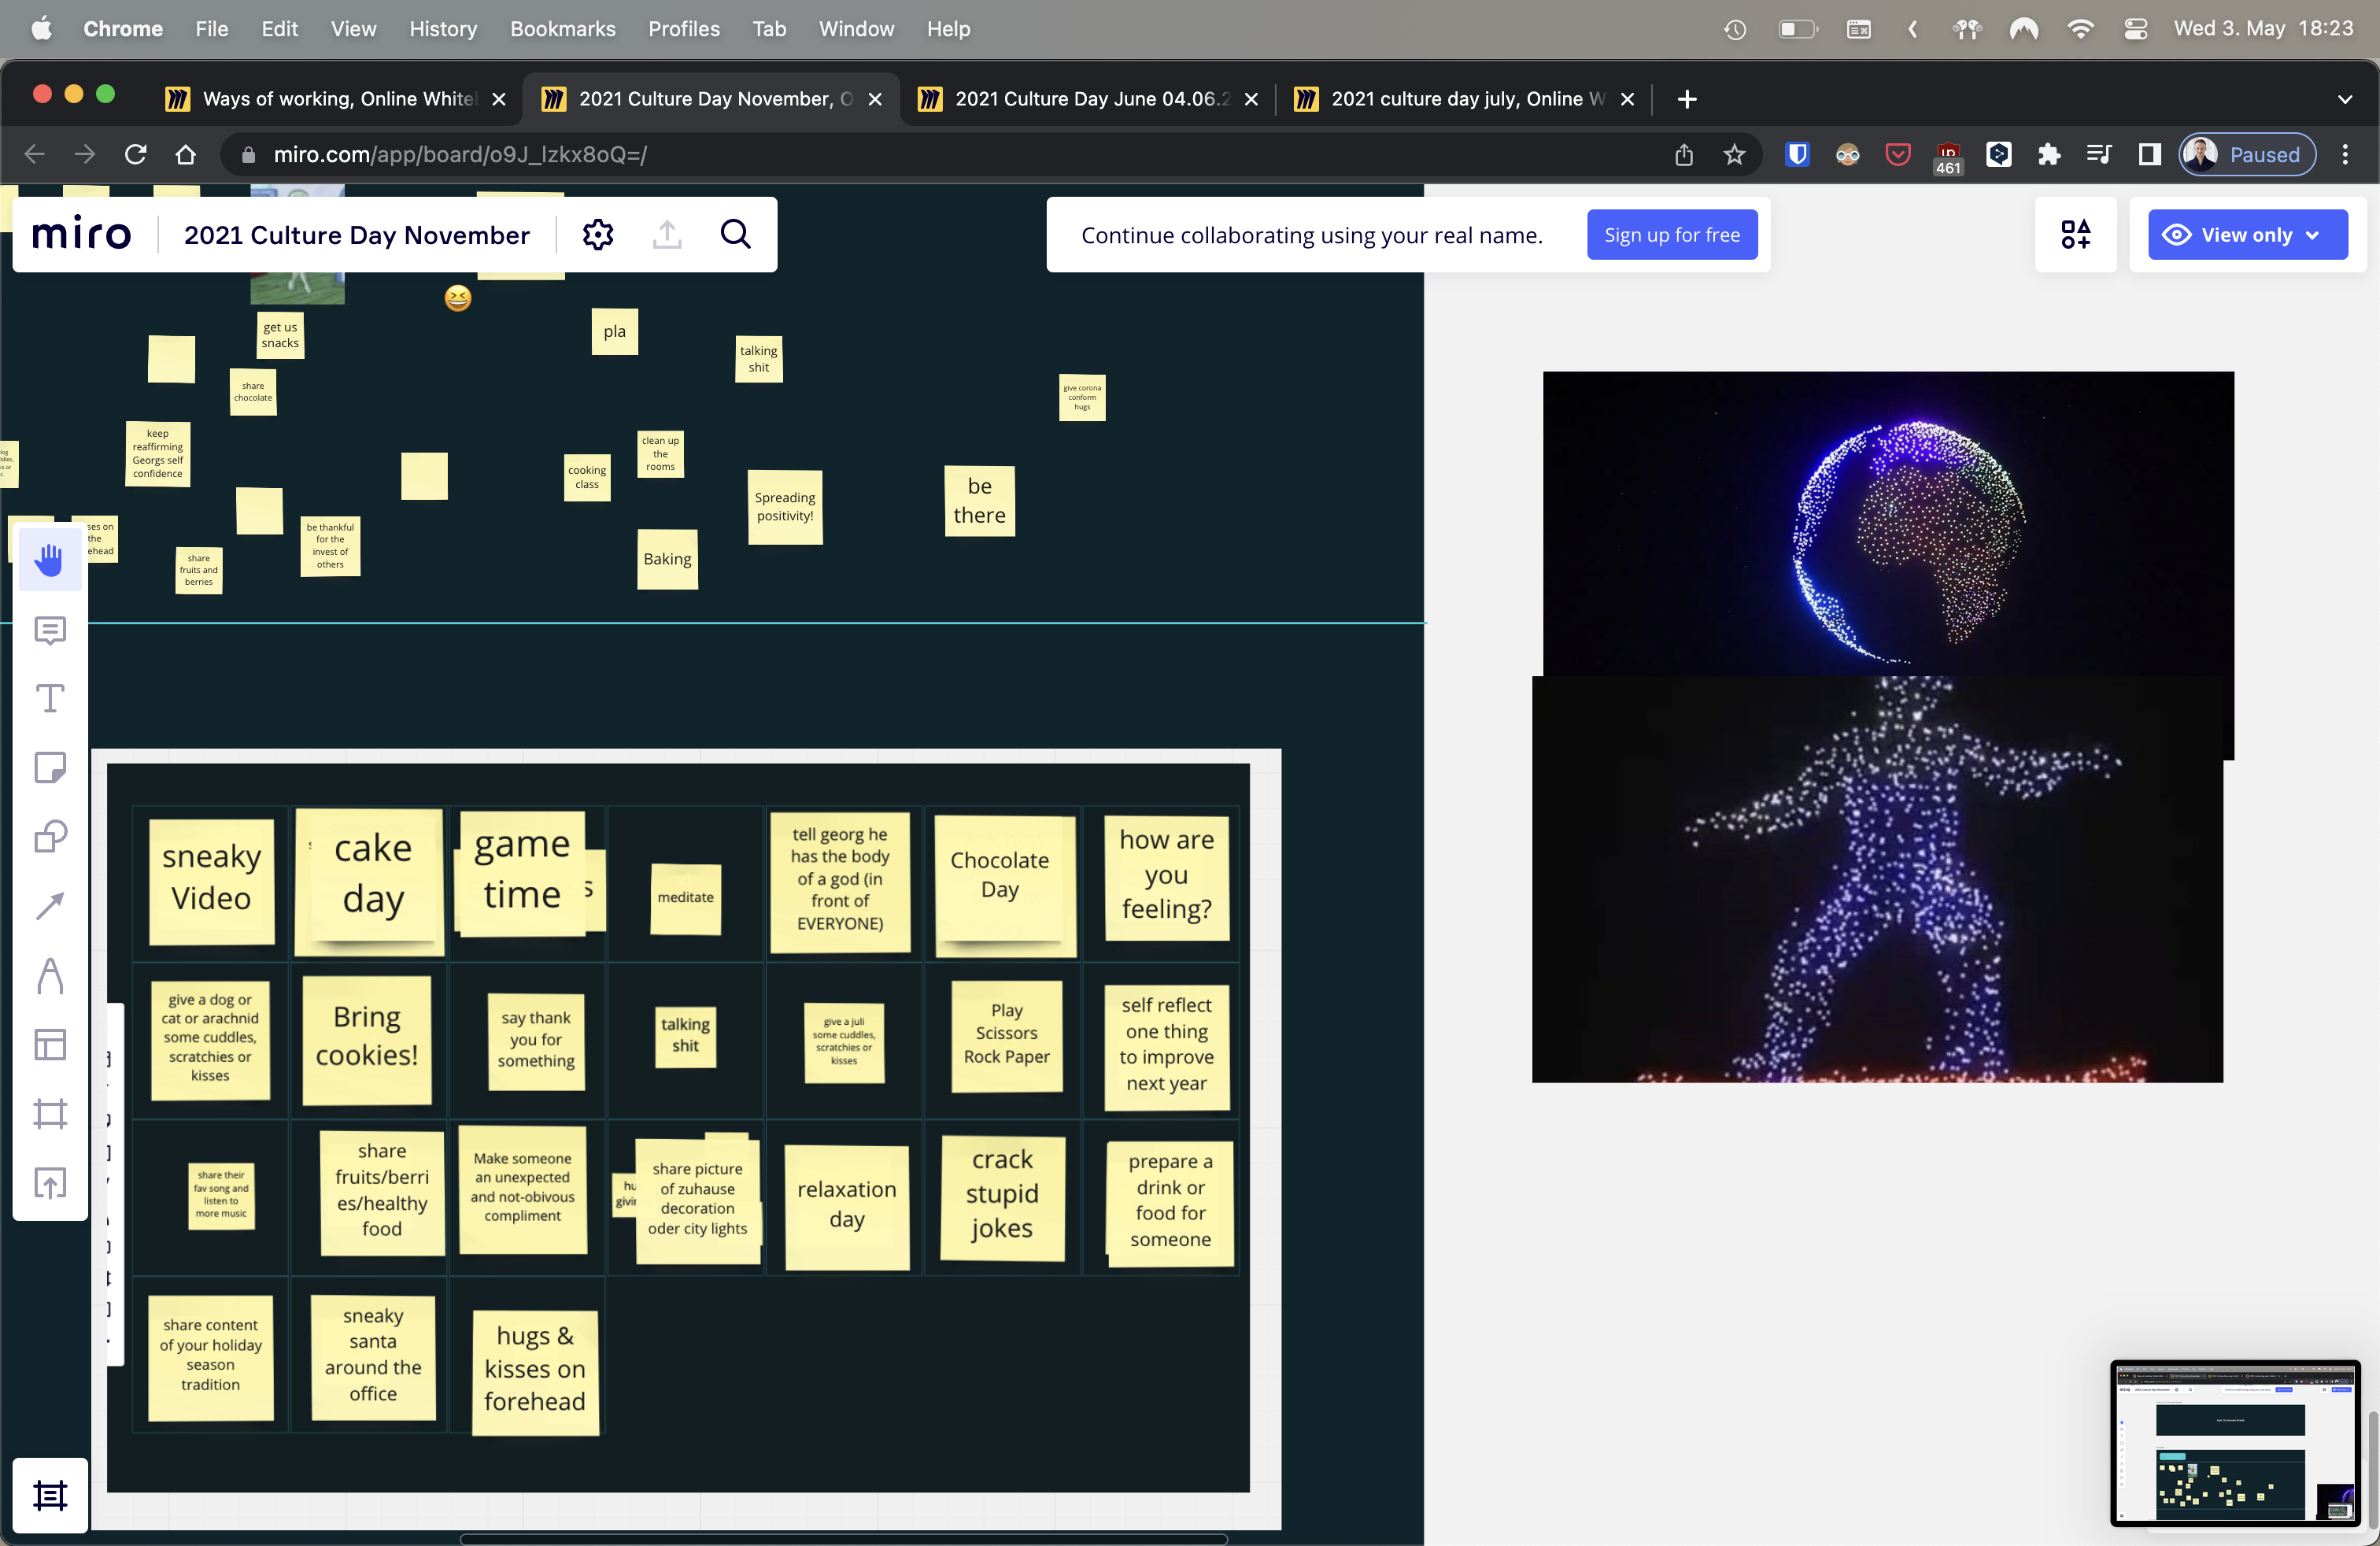 Chrome File Edit View History Bookmarks Profiles Tab Window Help
Wed 3. May 18:23
Ways of working, Online White
2021 Culture Day November, O
2021 Culture Day June 04.06.2
2021 culture day july, Online W
miro.com/app/board/o9J_lzkx8oQ=/
461
Paused
miro
2021 Culture Day November
Continue collaborating using your real name.
Sign up for free
View only
get us
snacks
pla
talking
shit
share
chocolate
give corona
conform
hugs
keep
reaffirming
Georgs self
confidence
clean up
the
rooms
cooking
class
Spreading
positivity!
be
there
ses on
the
ehead
be thankful
for the
invest of
others
share
fruits and
berries
Baking
sneaky
Video
cake
day
game
time
s
meditate
tell georg he
has the body
of a god (in
front of
EVERYONE)
Chocolate
Day
how are
you
feeling?
give a dog or
cat or arachnid
some cuddles,
scratchies or
kisses
Bring
cookies!
say thank
you for
something
talking
shit
give a juli
some cuddles,
scratchies or
kisses
Play
Scissors
Rock Paper
self reflect
one thing
to improve
next year
share their
fav song and
listen to
more music
share
fruits/berri
es/healthy
food
Make someone
an unexpected
and not-obivous
compliment
hu
givin
share picture
of zuhause
decoration
oder city lights
relaxation
day
crack
stupid
jokes
prepare a
drink or
food for
someone
share content
of your holiday
season
tradition
sneaky
santa
around the
office
hugs &
kisses on
forehead